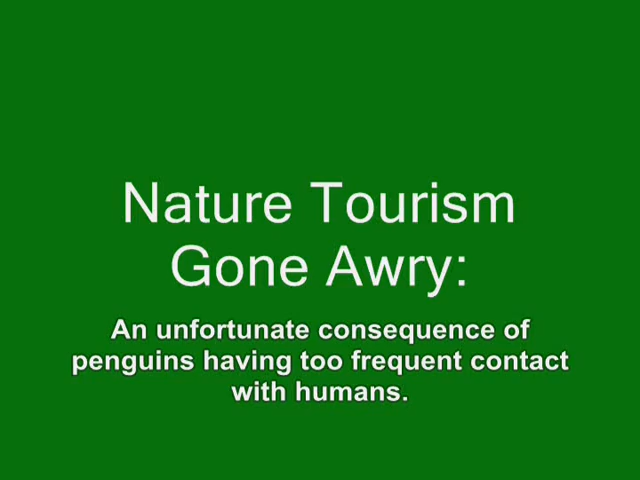 Nature Tourism
Gone Awry:
An unfortunate consequence of
penguins having too frequent contact
with humans.